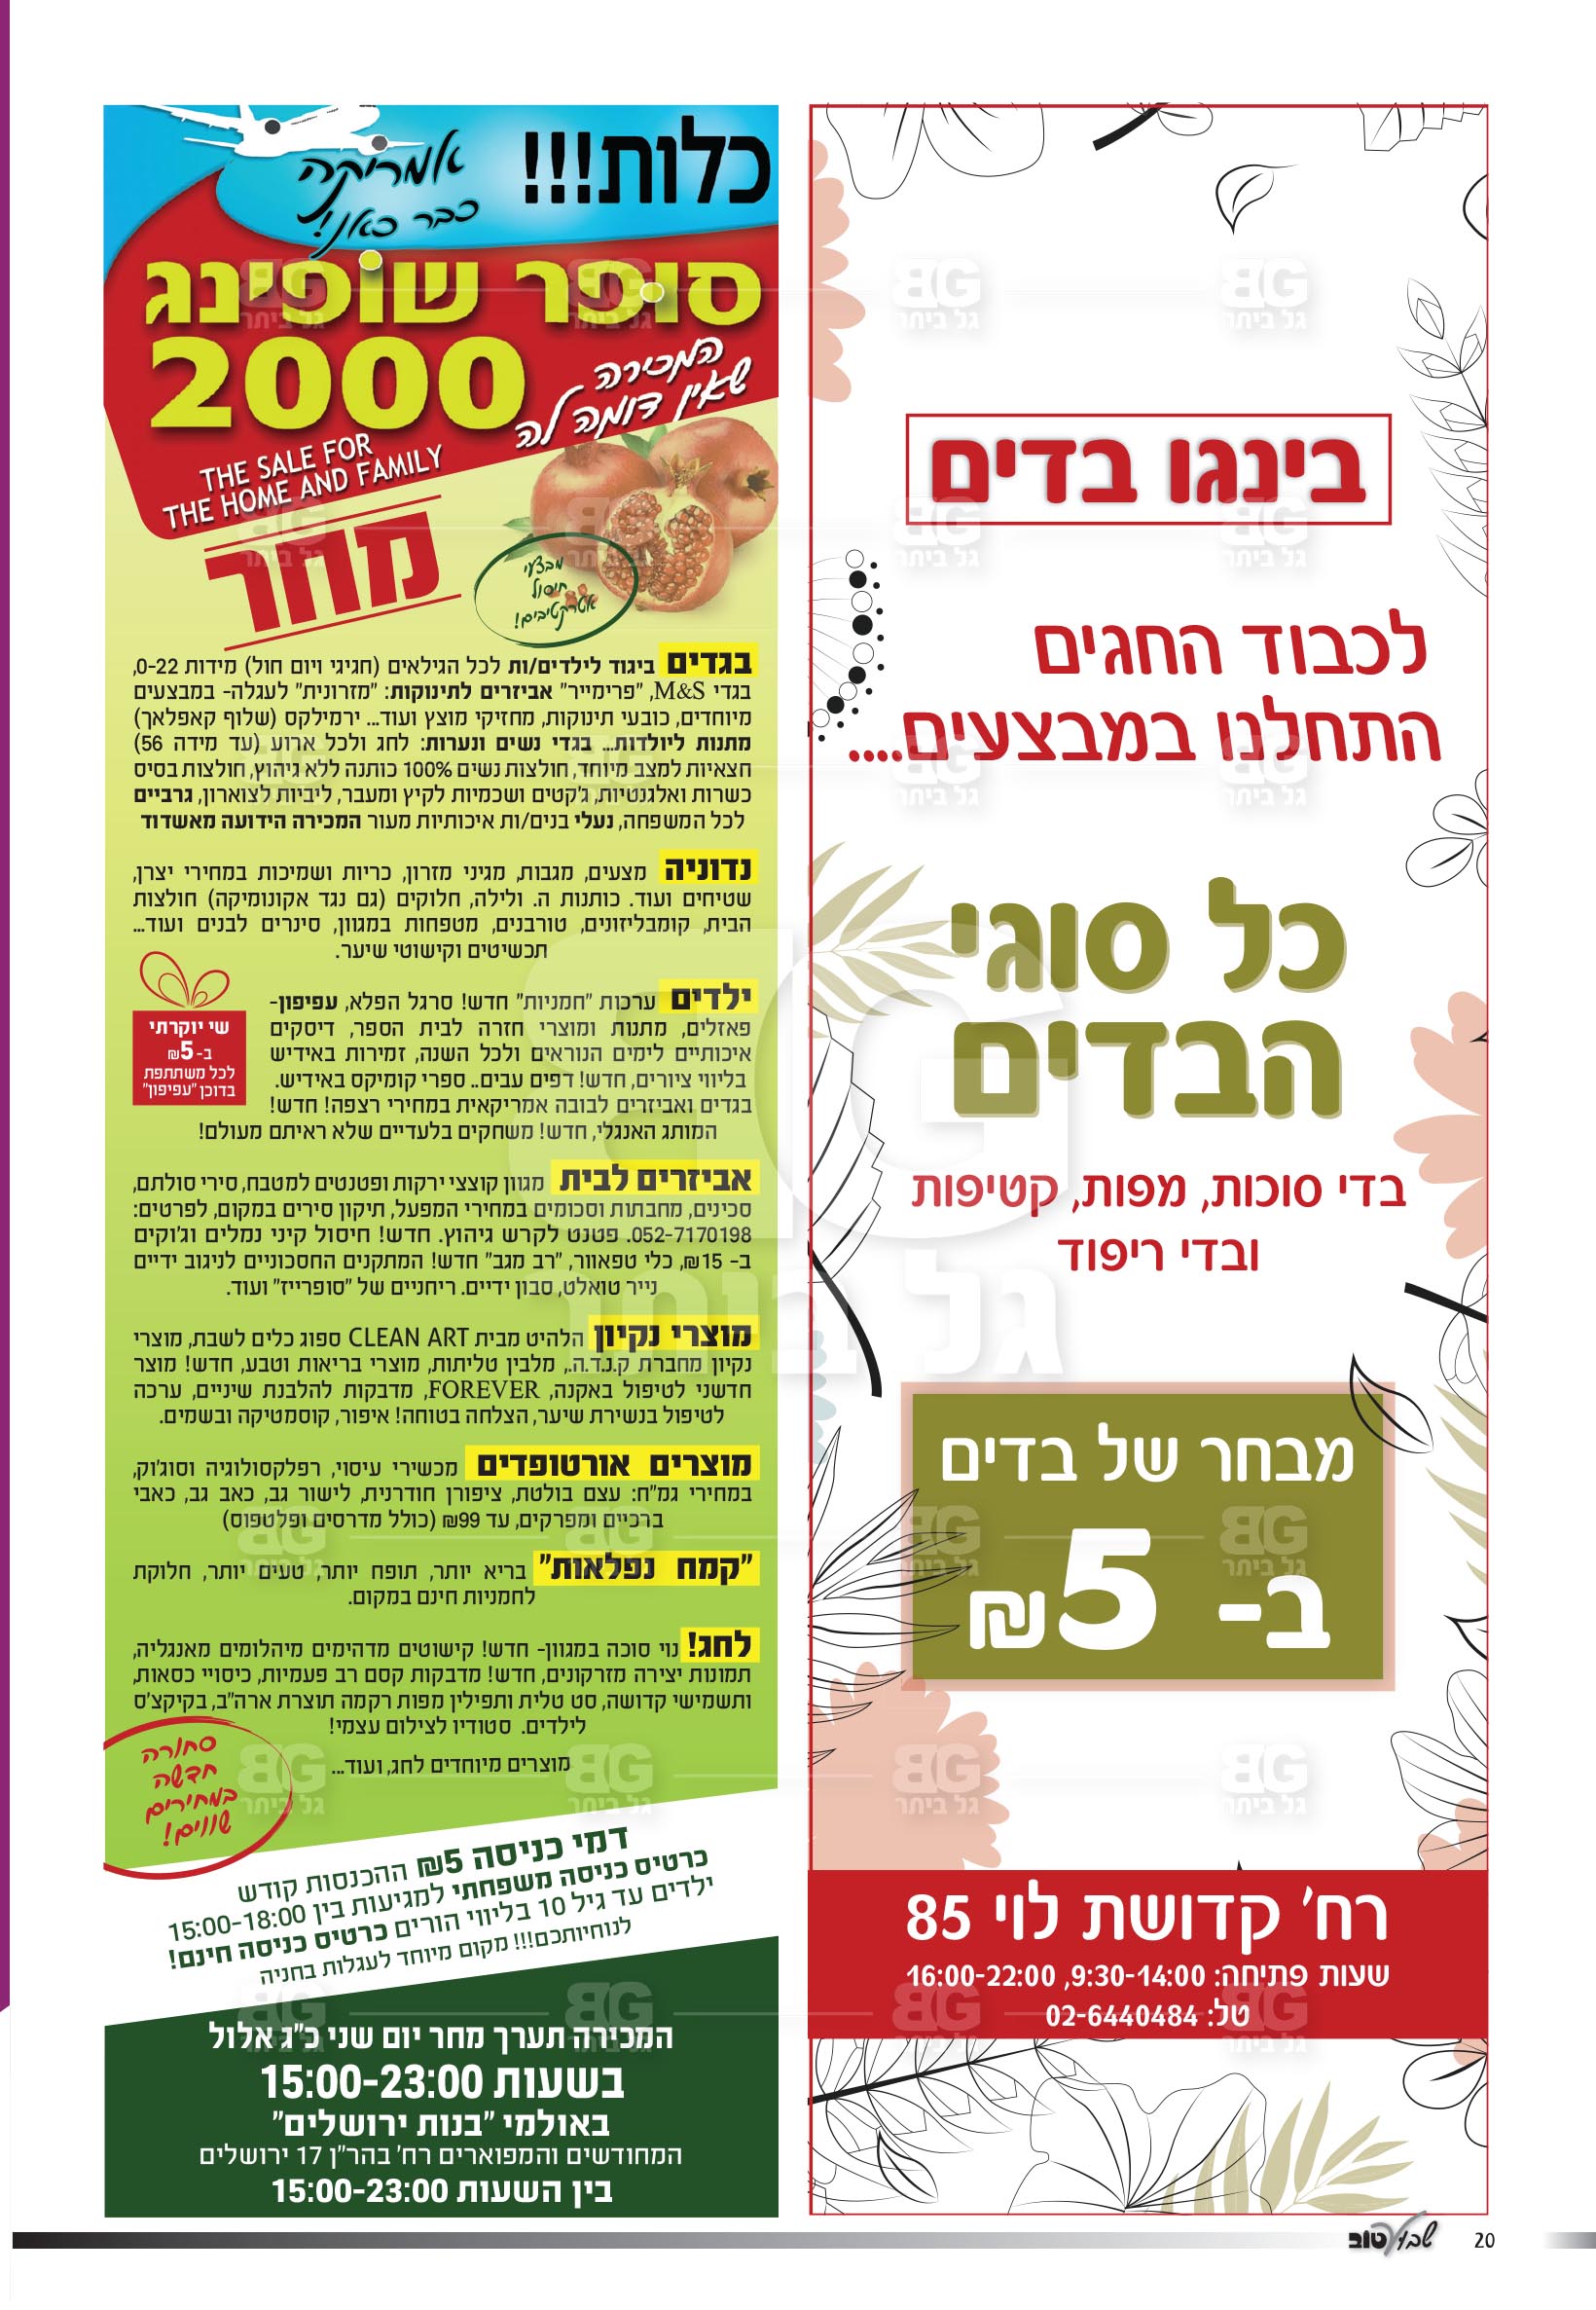 בינגו בדים
לכבוד החגים
התחלנו במבצעים....
כל סוגי
הבדים
בדי סוכות, מפות, קטיפות
ובדי ריפוד
מבחר של בדים
ב- 5₪
רח' קדושת לוי 85
שעות פתיחה: 9:30-14:00, 16:00-22:00
טל: 02-6440484
כלות!!!
אמריקה
כבר כאן!
סופר שופינג
2000
המכירה
שאין דומה לה
THE SALE FOR
THE HOME AND FAMILY
מחר
מבצעי
חיסול
אטרקטיבים!
בגדים ביגוד לילדים/ות לכל הגילאים (חגיגי ויום חול) מידות 0-22,
בגדי M&S, "פרימייר" אביזרים לתינוקות: "מזרונית" לעגלה- במבצעים
מיוחדים, כובעי תינוקות, מחזיקי מוצץ ועוד... ירמילקס (שלוף קאפלאך)
מתנות ליולדות... בגדי נשים ונערות: לחג ולכל ארוע (עד מידה 56)
חצאיות למצב מיוחד, חולצות נשים 100% כותנה ללא גיהוץ, חולצות בסיס
כשרות ואלגנטיות, ג'קטים ושכמיות לקיץ ומעבר, ליביות לצוארון, גרביים
לכל המשפחה, נעלי בנים/ות איכותיות מעור המכירה הידועה מאשדוד
נדוניה מצעים, מגבות, מגיני מזרון, כריות ושמיכות במחירי יצרן,
שטיחים ועוד. כותנות ה. ולילה, חלוקים (גם נגד אקונומיקה) חולצות
הבית, קומבליזונים, טורבנים, מטפחות במגוון, סינרים לבנים ועוד...
תכשיטים וקישוטי שיער.
ילדים ערכות "חמניות" חדש! סרגל הפלא, עפיפון-
פאזלים, מתנות ומוצרי חזרה לבית הספר, דיסקים
איכותיים לימים הנוראים ולכל השנה, זמירות באידיש
בליווי ציורים, חדש! דפים עבים.. ספרי קומיקס באידיש.
בגדים ואביזרים לבובה אמריקאית במחירי רצפה! חדש!
המותג האנגלי, חדש! משחקים בלעדיים שלא ראיתם מעולם!
שי יוקרתי
ב- 5₪
לכל משתתפת
בדוכן "עפיפון"
אביזרים לבית מגוון קוצצי ירקות ופטנטים למטבח, סירי סולתם,
סכינים, מחבתות וסכומים במחירי המפעל, תיקון סירים במקום, לפרטים:
052-7170198. פטנט לקרש גיהוץ. חדש! חיסול קיני נמלים וג'וקים
ב- 15₪, כלי טפאוור, "רב מגב" חדש! המתקנים החסכוניים לניגוב ידיים
נייר טואלט, סבון ידיים. ריחניים של "סופרייז" ועוד.
מוצרי נקיון הלהיט מבית CLEAN ART ספוג כלים לשבת, מוצרי
נקיון מחברת ק.נ.ד.ה., מלבין טליתות, מוצרי בריאות וטבע, חדש! מוצר
חדשני לטיפול באקנה, FOREVER, מדבקות להלבנת שיניים, ערכה
לטיפול בנשירת שיער, הצלחה בטוחה! איפור, קוסמטיקה ובשמים.
מוצרים אורטופדים מכשירי עיסוי, רפלקסולוגיה וסוג'וק,
במחירי גמ"ח: עצם בולטת, ציפורן חודרנית, לישור גב, כאב גב, כאבי
ברכיים ומפרקים, עד 99₪ (כולל מדרסים ופלטפוס)
"קמח נפלאות" בריא יותר, תופח יותר, טעים יותר, חלוקת
לחמניות חינם במקום.
לחג! נוי סוכה במגוון- חדש! קישוטים מדהימים מיהלומים מאנגליה,
תמונות יצירה מזרקונים, חדש! מדבקות קסם רב פעמיות, כיסויי כסאות,
ותשמישי קדושה, סט טלית ותפילין מפות רקמה תוצרת ארה"ב, בקיקצ'ס
לילדים. סטודיו לצילום עצמי!
מוצרים מיוחדים לחג, ועוד...
סחורה
חדשה
במחירים
שווים!
דמי כניסה 5₪ ההכנסות קודש
כרטיס כניסה משפחתי למגיעות בין 15:00-18:00
ילדים עד גיל 10 בליווי הורים כרטיס כניסה חינם!
לנוחיותכם!!! מקום מיוחד לעגלות בחניה
המכירה תערך מחר יום שני כ"ג אלול
בשעות 15:00-23:00
באולמי "בנות ירושלים"
המחודשים והמפוארים רח' בהר"ן 17 ירושלים
בין השעות 15:00-23:00
גל ביתר
שבוע טוב
20